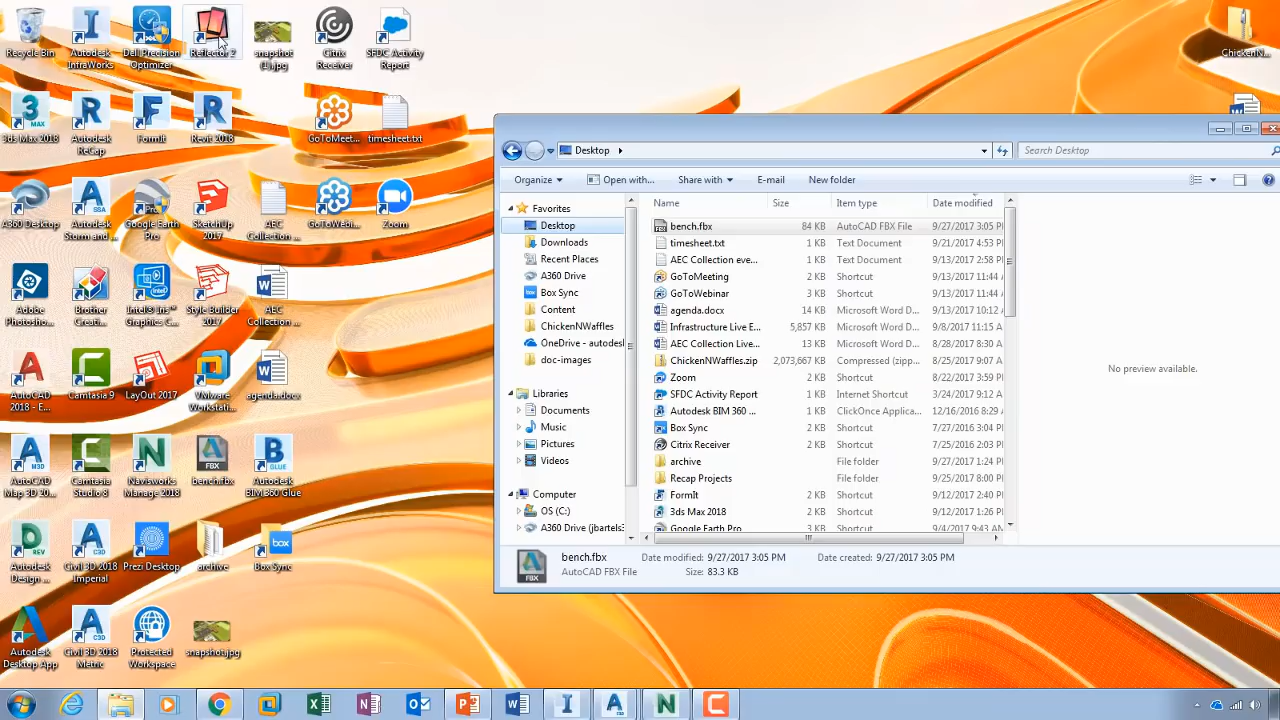 Recycle Bin
Autodesk InfraWorks
Dell Precision Optimizer
Reflector 2
snapshot (1).jpg
Citrix Receiver
SFDC Activity Report
ChickenN...
3ds Max 2018
Autodesk ReCap
FormIt
Revit 2018
GoToMeet...
timesheet.txt
A360 Desktop
Autodesk Storm and ...
Google Earth Pro
SketchUp 2017
AEC Collection ...
GoToWebi...
Zoom
Adobe Photosho...
Brother Creati...
Intel® Iris™ Graphics C...
Style Builder 2017
AEC Collection ...
AutoCAD 2018 - E...
Camtasia 9
LayOut 2017
VMware Workstati...
agenda.docx
AutoCAD Map 3D 20...
Camtasia Studio 8
Navisworks Manage 2018
bench.fbx
Autodesk BIM 360 Glue
Autodesk Design ...
Civil 3D 2018 Imperial
Prezi Desktop
archive
Box Sync
Autodesk Desktop App
Civil 3D 2018 Metric
Protected Workspace
snapshot.jpg
Desktop
Search Desktop
Organize
Open with...
Share with
E-mail
New folder
Favorites
Desktop
Downloads
Recent Places
A360 Drive
Box Sync
Content
ChickenNWaffles
OneDrive - autodesl
doc-images
Libraries
Documents
Music
Pictures
Videos
Computer
OS (C:)
A360 Drive (jbartels:
Name Size Item type Date modified
bench.fbx 84 KB AutoCAD FBX File 9/27/2017 3:05 P
timesheet.txt 1 KB Text Document 9/21/2017 4:53 P
AEC Collection eve... 1 KB Text Document 9/13/2017 2:58 P
GoToMeeting 2 KB Shortcut 9/13/2017 11:44
GoToWebinar 3 KB Shortcut 9/13/2017 11:44
agenda.docx 14 KB Microsoft Word D... 9/13/2017 10:12
Infrastructure Live E... 5,857 KB Microsoft Word D... 9/8/2017 11:15
AEC Collection Live... 13 KB Microsoft Word D... 8/28/2017 8:30
ChickenNWaffles.zip 2,073,667 KB Compressed (zipp... 8/25/2017 9:07
Zoom 2 KB Shortcut 8/22/2017 3:59
SFDC Activity Report 1 KB Internet Shortcut 3/24/2017 9:12
Autodesk BIM 360 ... 1 KB ClickOnce Applica... 12/16/2016 8:29
Box Sync 2 KB Shortcut 7/27/2016 3:04 P
Citrix Receiver 2 KB Shortcut 7/25/2016 2:03 P
archive File folder 9/27/2017 1:24 P
Recap Projects File folder 9/25/2017 8:00
FormIt 2 KB Shortcut 9/12/2017 2:40 P
3ds Max 2018 2 KB Shortcut 9/12/2017 1:26 P
Google Earth Pro 3 KB Shortcut 9/4/2017 9:43
No preview available.
bench.fbx Date modified: 9/27/2017 3:05 PM Date created: 9/27/2017 3:05 PM
AutoCAD FBX File Size: 83.3 KB